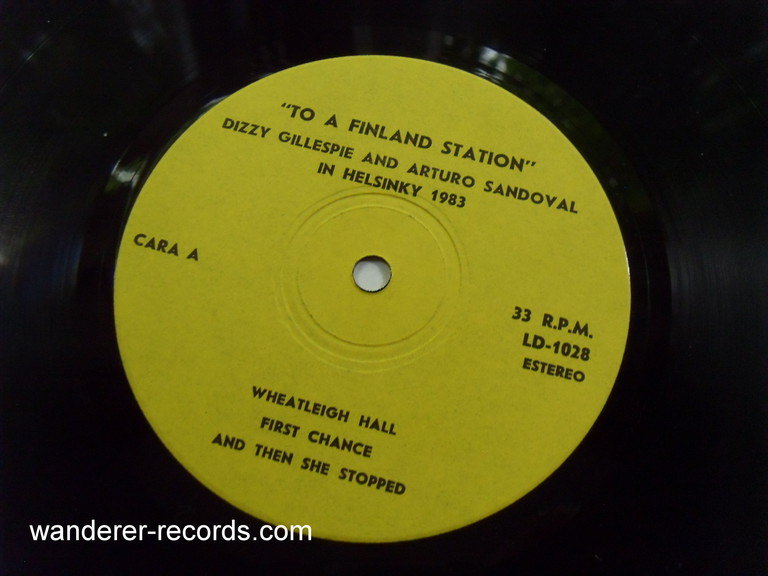 "TO A FINLAND STATION"
DIZZY GILLESPIE AND ARTURO SANDOVAL
IN HELSINKY 1983
CARA A
33 R.P.M.
LD-1028
ESTEREO
WHEATLEIGH HALL
FIRST CHANCE
AND THEN SHE STOPPED
wanderer-records.com